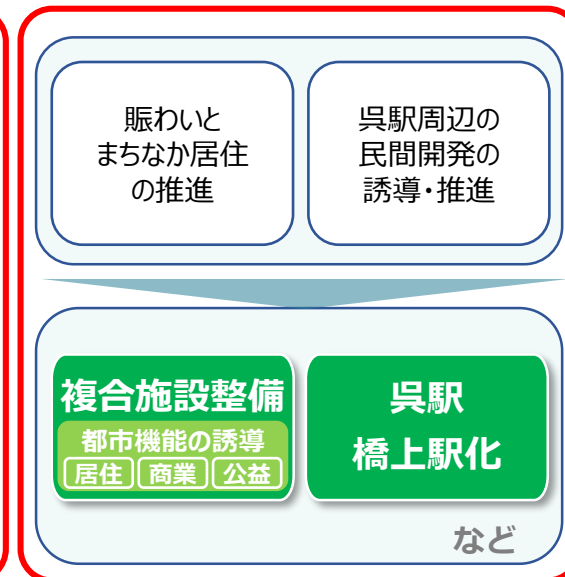 賑わいと
まちなか居住
の推進
呉駅周辺の
民間開発の
誘導・推進
複合施設整備
都市機能の誘導
居住 商業 公益
呉駅
橋上駅化
など